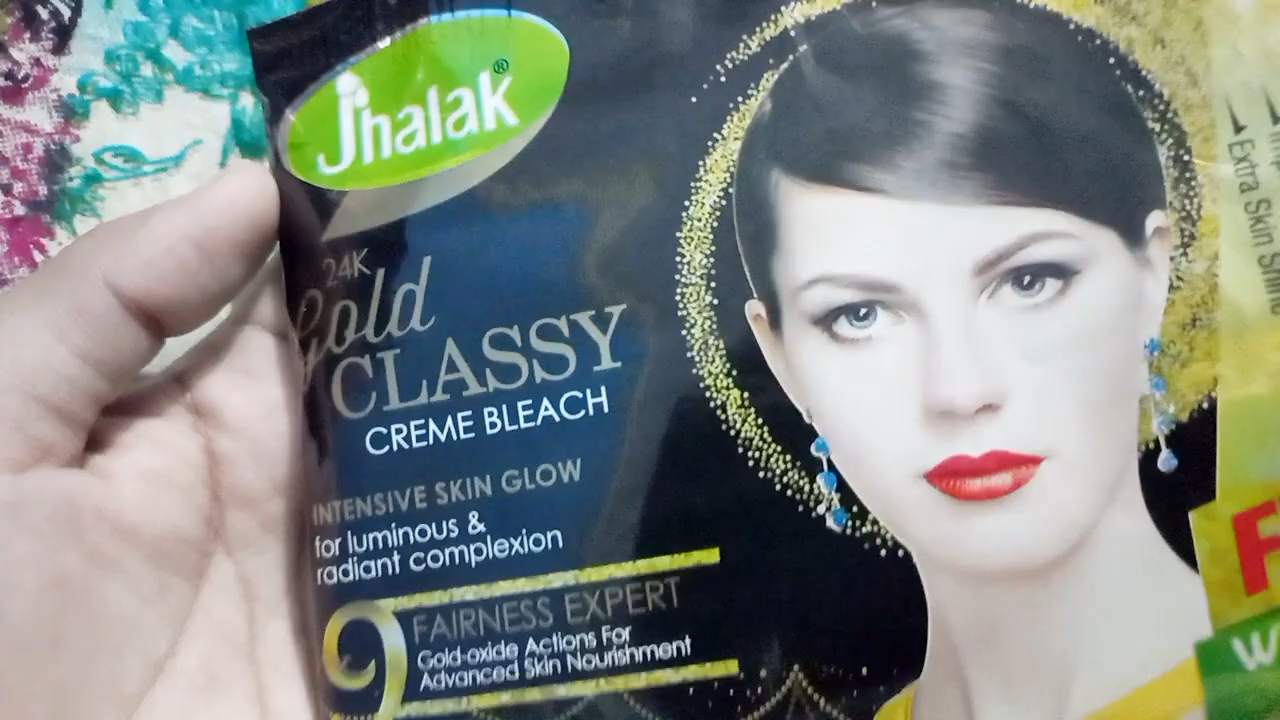 Jhalak®
24K
Gold
CLASSY
CREME BLEACH
INTENSIVE SKIN GLOW
for luminous &
radiant complexion
9
FAIRNESS EXPERT
Gold-oxide Actions For
Advanced Skin Nourishment
Extra Skin
F
W